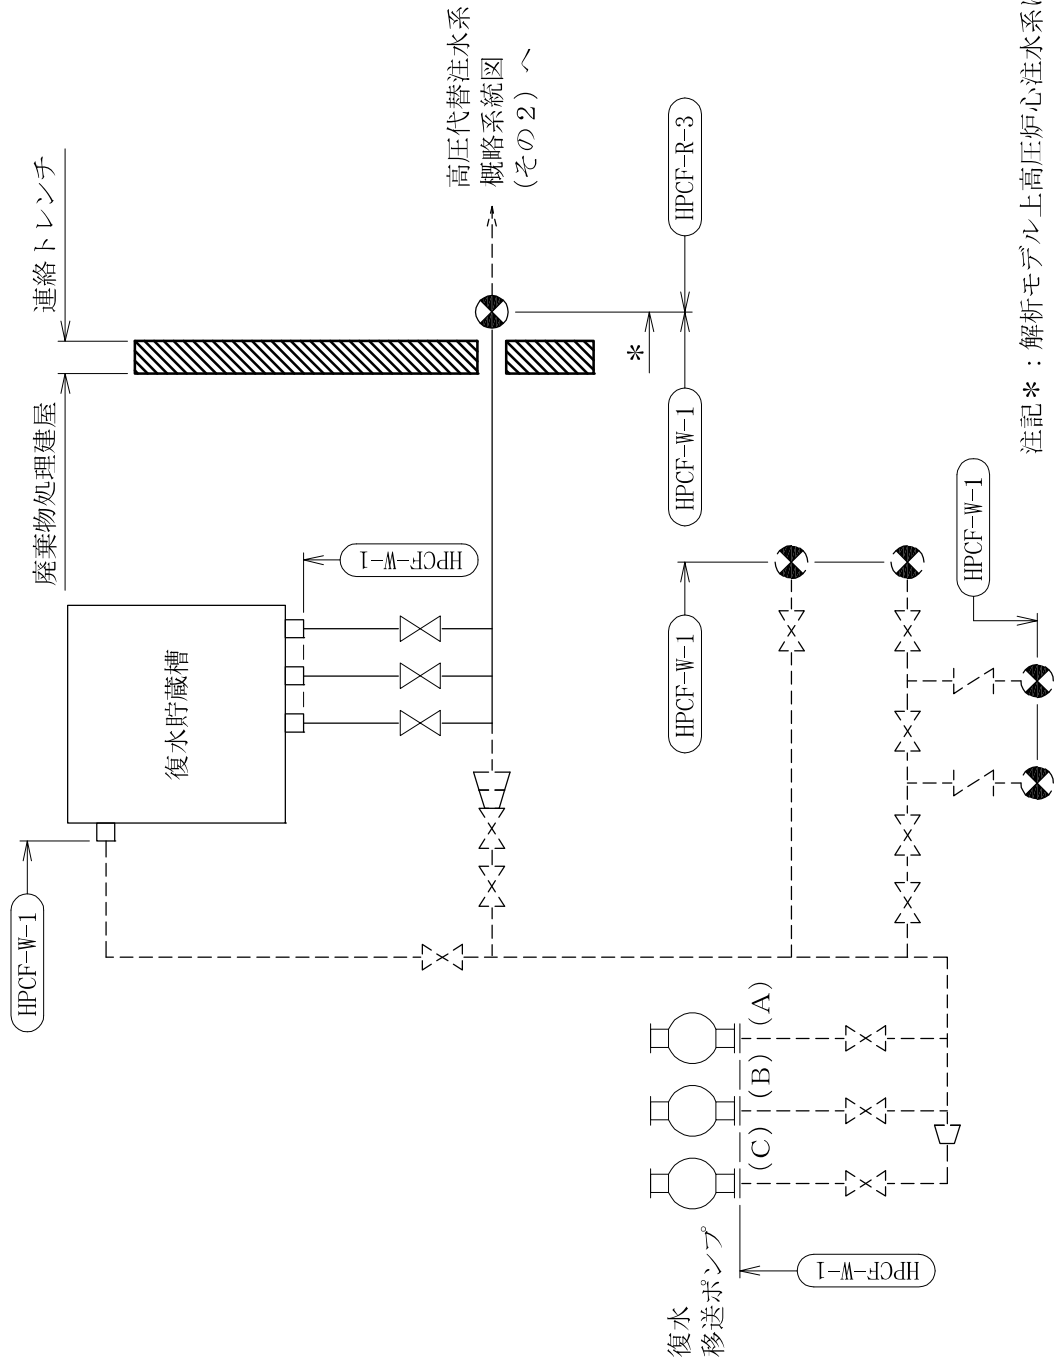 連絡トレンチ
廃棄物処理建屋
高圧代替注水系
概略系統図
(その2) へ
HPCF-R-3
＊
HPCF-W-1
HPCF-W-1
復水貯蔵槽
HPCF-W-1
HPCF-W-1
HPCF-W-1
(A)
(B)
(C)
復水
移送ポンプ
HPCF-W-1
注記＊：解析モデル上高圧炉心注水系